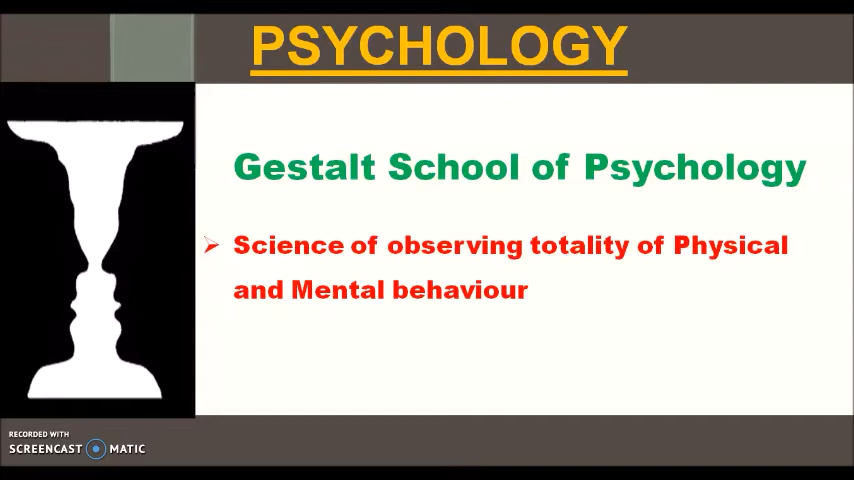 PSYCHOLOGY
Gestalt School of Psychology
Science of observing totality of Physical
and Mental behaviour
RECORDED WITH
SCREENCAST MATIC